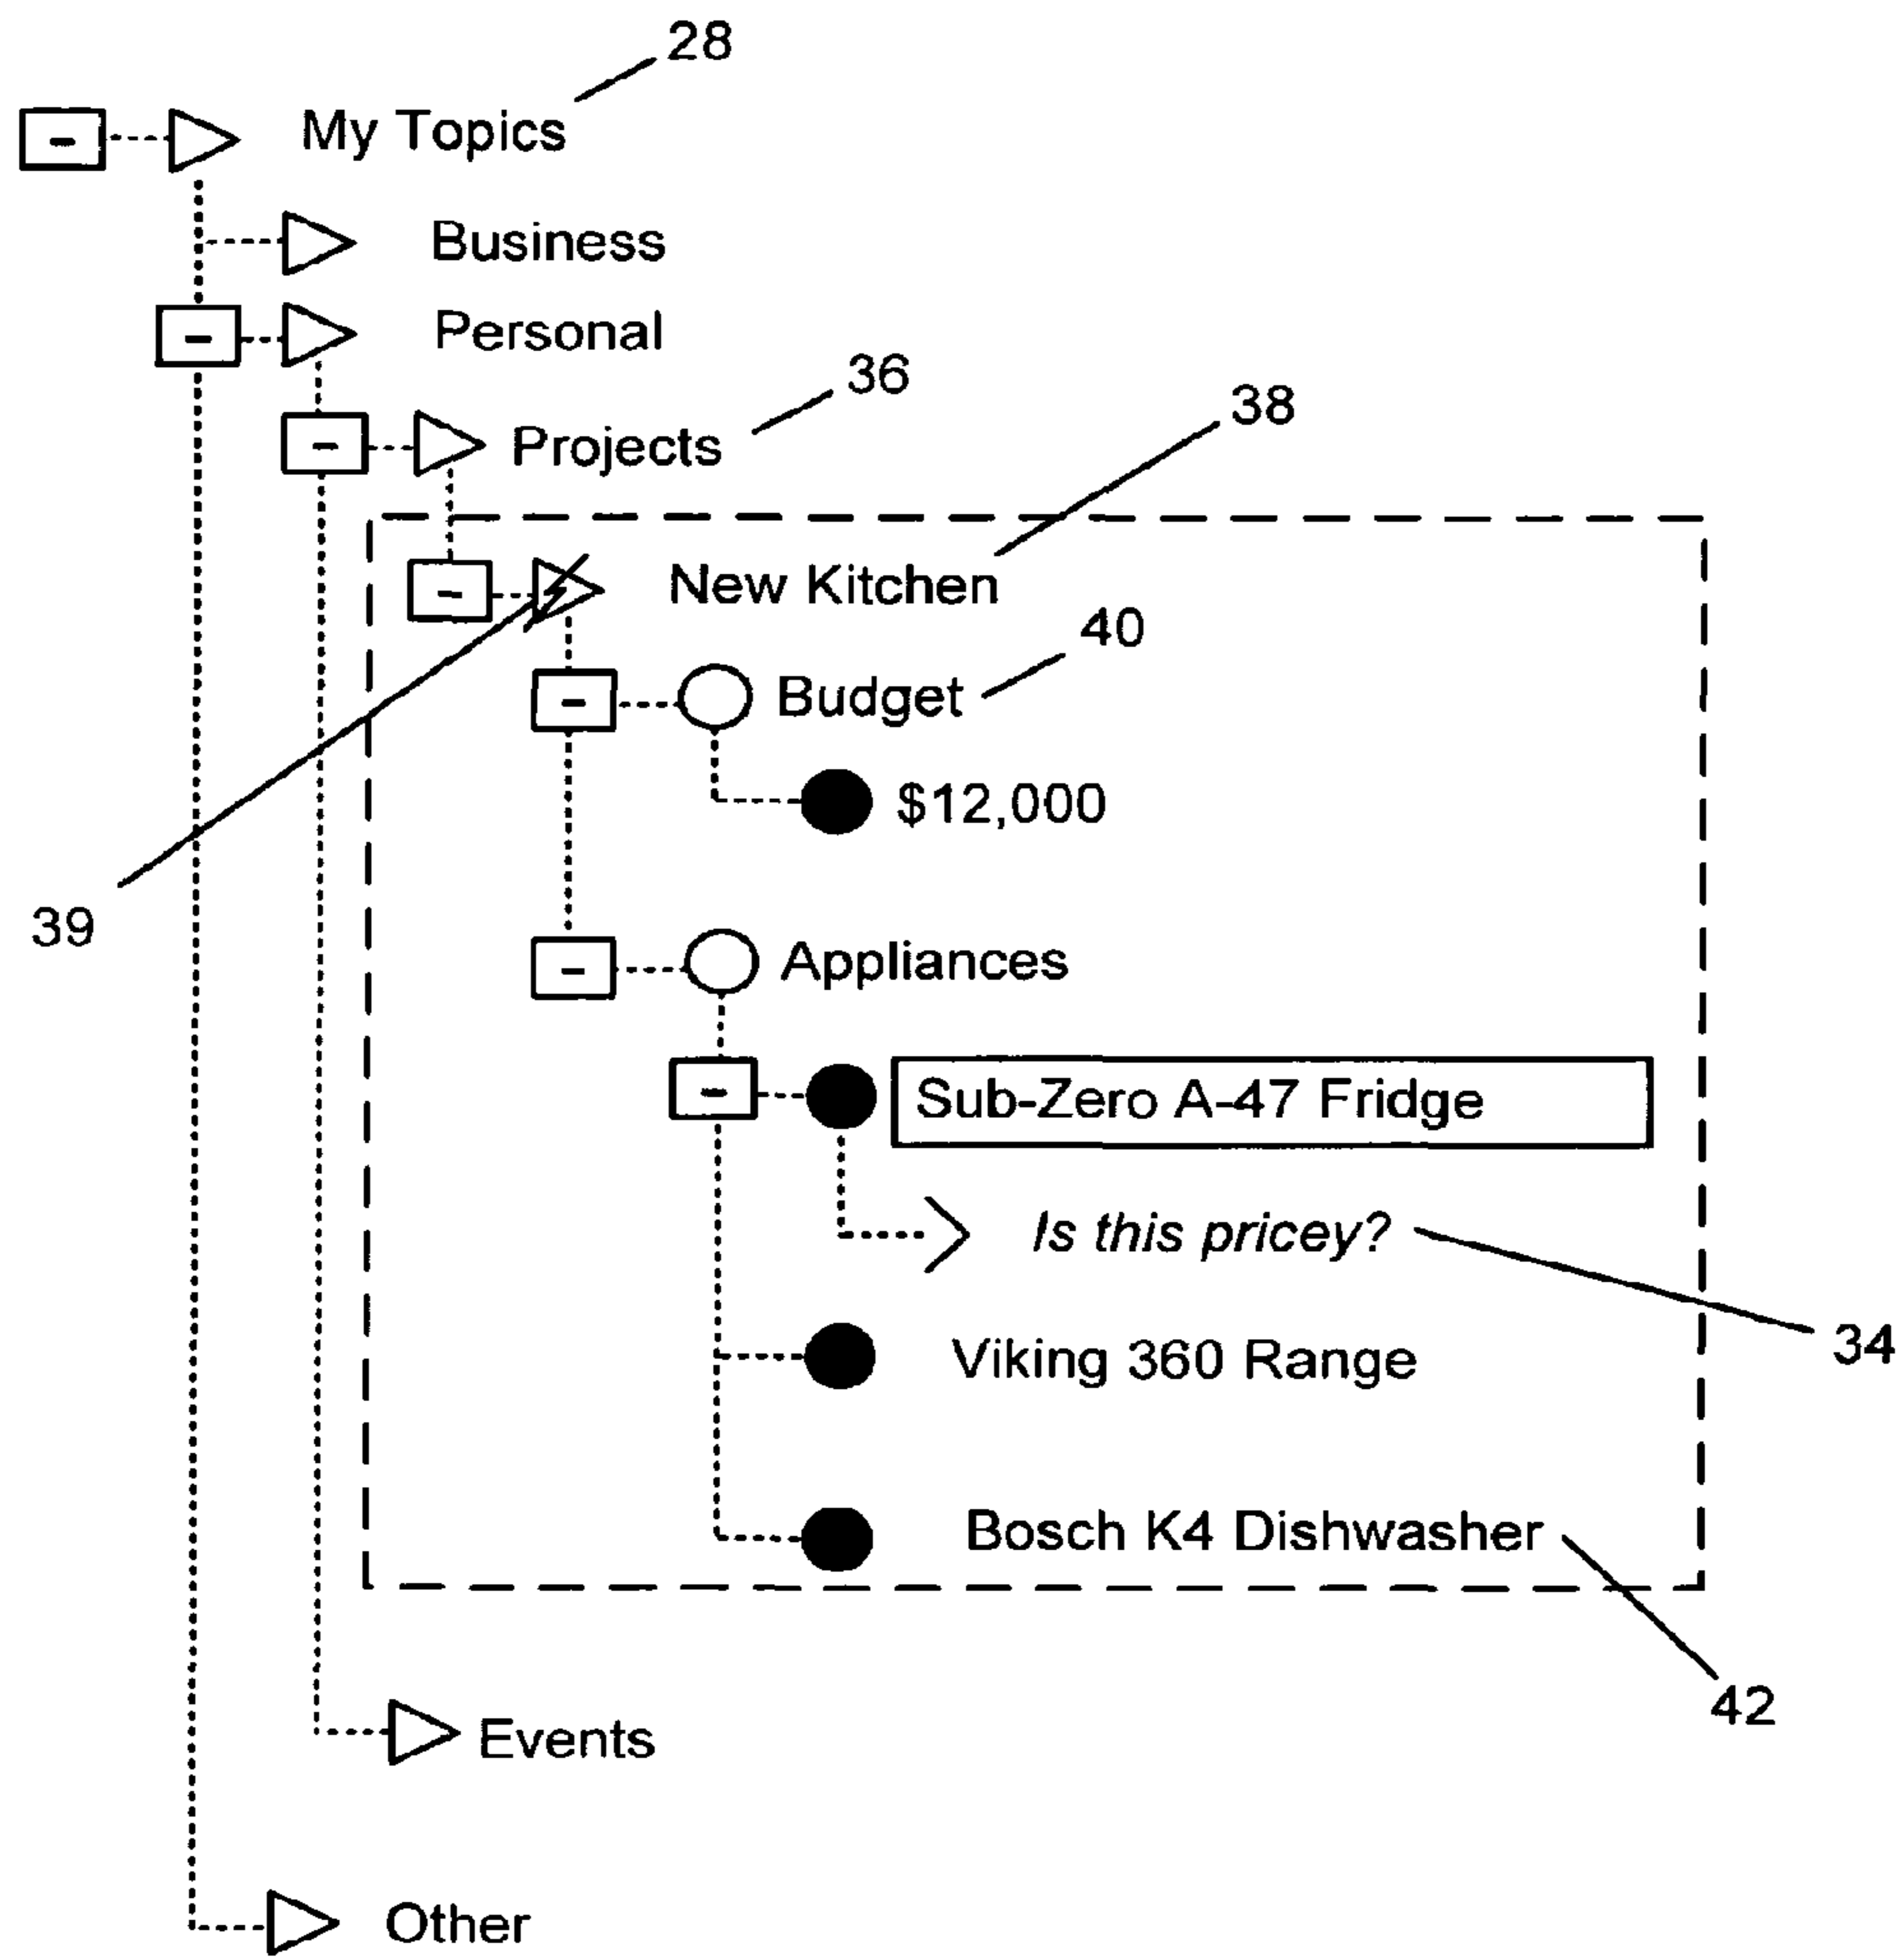 28
My Topics
Business
Personal
36
Projects
38
New Kitchen
40
Budget
$12,000
39
Appliances
Sub-Zero A-47 Fridge
Is this pricey?
34
Viking 360 Range
Bosch K4 Dishwasher
42
Events
Other